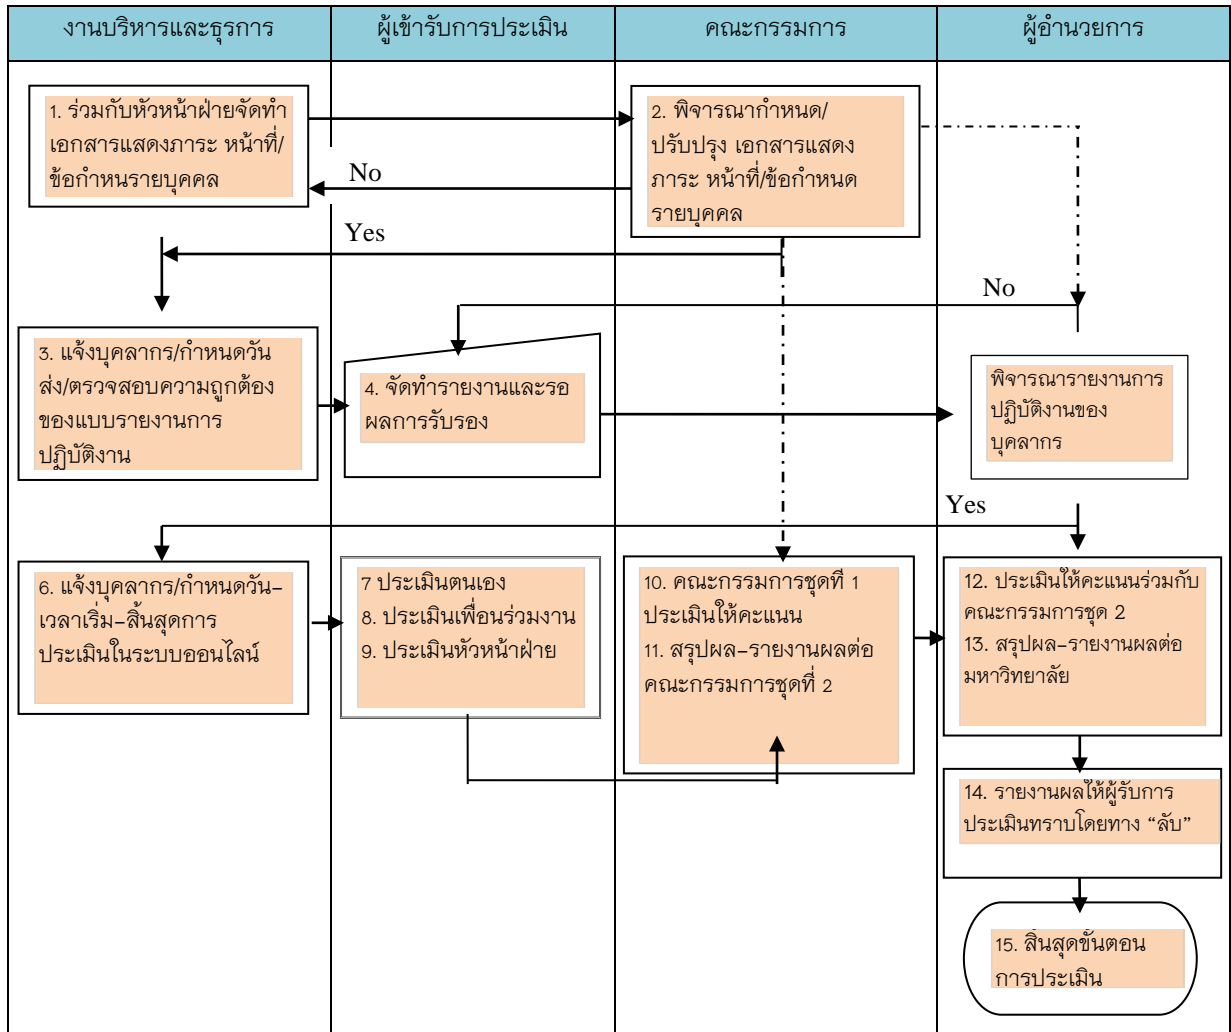 งานบริหารและธุรการ
ผู้เข้ารับการประเมิน
คณะกรรมการ
ผู้อำนวยการ
1. ร่วมกับหัวหน้าฝ่ายจัดทำ
เอกสารแสดงภาระ หน้าที่/
ข้อกำหนรายบุคคล
2. พิจารณากำหนด/
ปรับปรุง เอกสารแสดง
ภาระ หน้าที่/ข้อกำหนด
รายบุคคล
No
Yes
No
3. แจ้งบุคลากร/กำหนดวัน
ส่ง/ตรวจสอบความถูกต้อง
ของแบบรายงานการ
ปฏิบัติงาน
4. จัดทำรายงานและรอ
ผลการรับรอง
พิจารณารายงานการ
ปฏิบัติงานของ
บุคลากร
Yes
6. แจ้งบุคลากร/กำหนดวัน-
เวลาเริ่ม-สิ้นสุดการ
ประเมินในระบบออนไลน์
7 ประเมินตนเอง
8. ประเมินเพื่อนร่วมงาน
9. ประเมินหัวหน้าฝ่าย
10. คณะกรรมการชุดที่ 1
ประเมินให้คะแนน
11. สรุปผล-รายงานผลต่อ
คณะกรรมการชุดที่ 2
12. ประเมินให้คะแนนร่วมกับ
คณะกรรมการชุด 2
13. สรุปผล-รายงานผลต่อ
มหาวิทยาลัย
14. รายงานผลให้ผู้รับการ
ประเมินทราบโดยทาง “ลับ”
15. สิ้นสุดขั้นตอน
การประเมิน